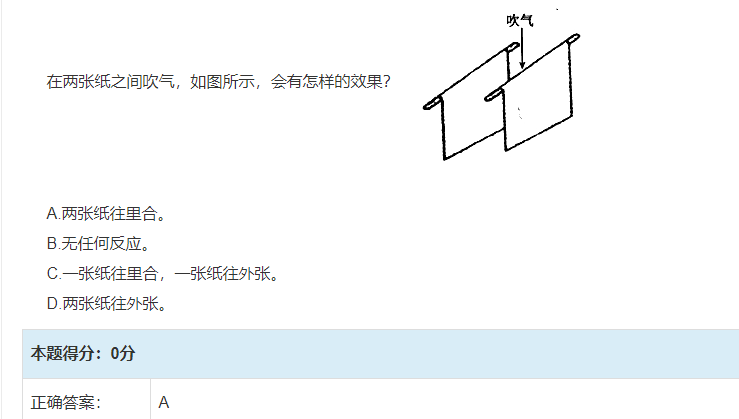 吹气
在两张纸之间吹气，如图所示，会有怎样的效果？
A.两张纸往里合。
B.无任何反应。
C.一张纸往里合，一张纸往外张。
D.两张纸往外张。
本题得分：0分
正确答案： A